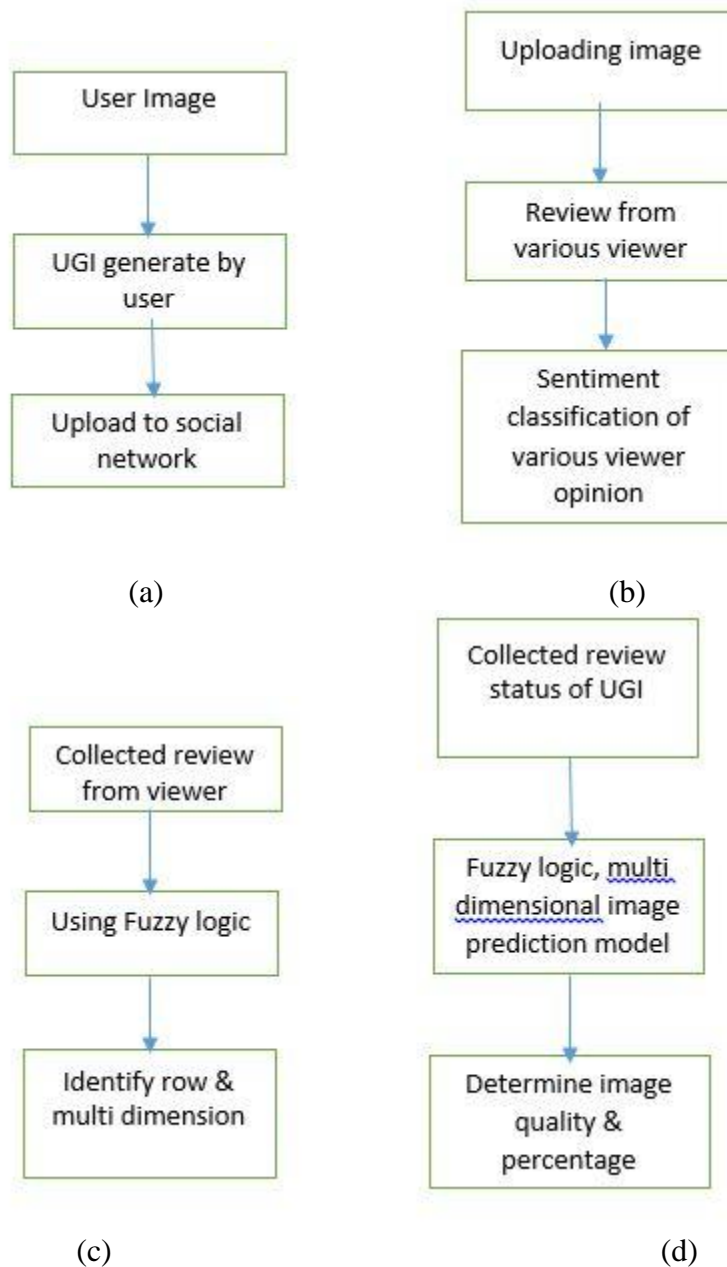 User Image
UGI generate by
user
Upload to social
network
(a)
Uploading image
Review from
various viewer
Sentiment
classification of
various viewer
opinion
(b)
Collected review
from viewer
Using Fuzzy logic
Identify row &
multi dimension
(c)
Collected review
status of UGI
Fuzzy logic, multi
dimensional image
prediction model
Determine image
quality &
percentage
(d)